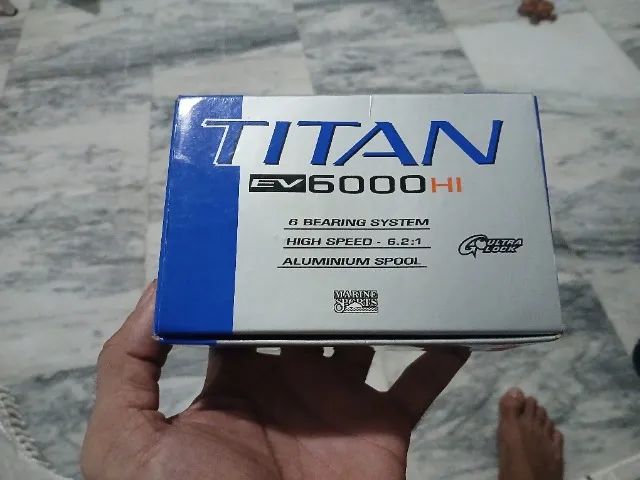 TITAN
EV6000HI
6 BEARING SYSTEM
HIGH SPEED - 6.2:1
ALUMINIUM SPOOL
ULTRA
LOCK
MARINE
SPORTS